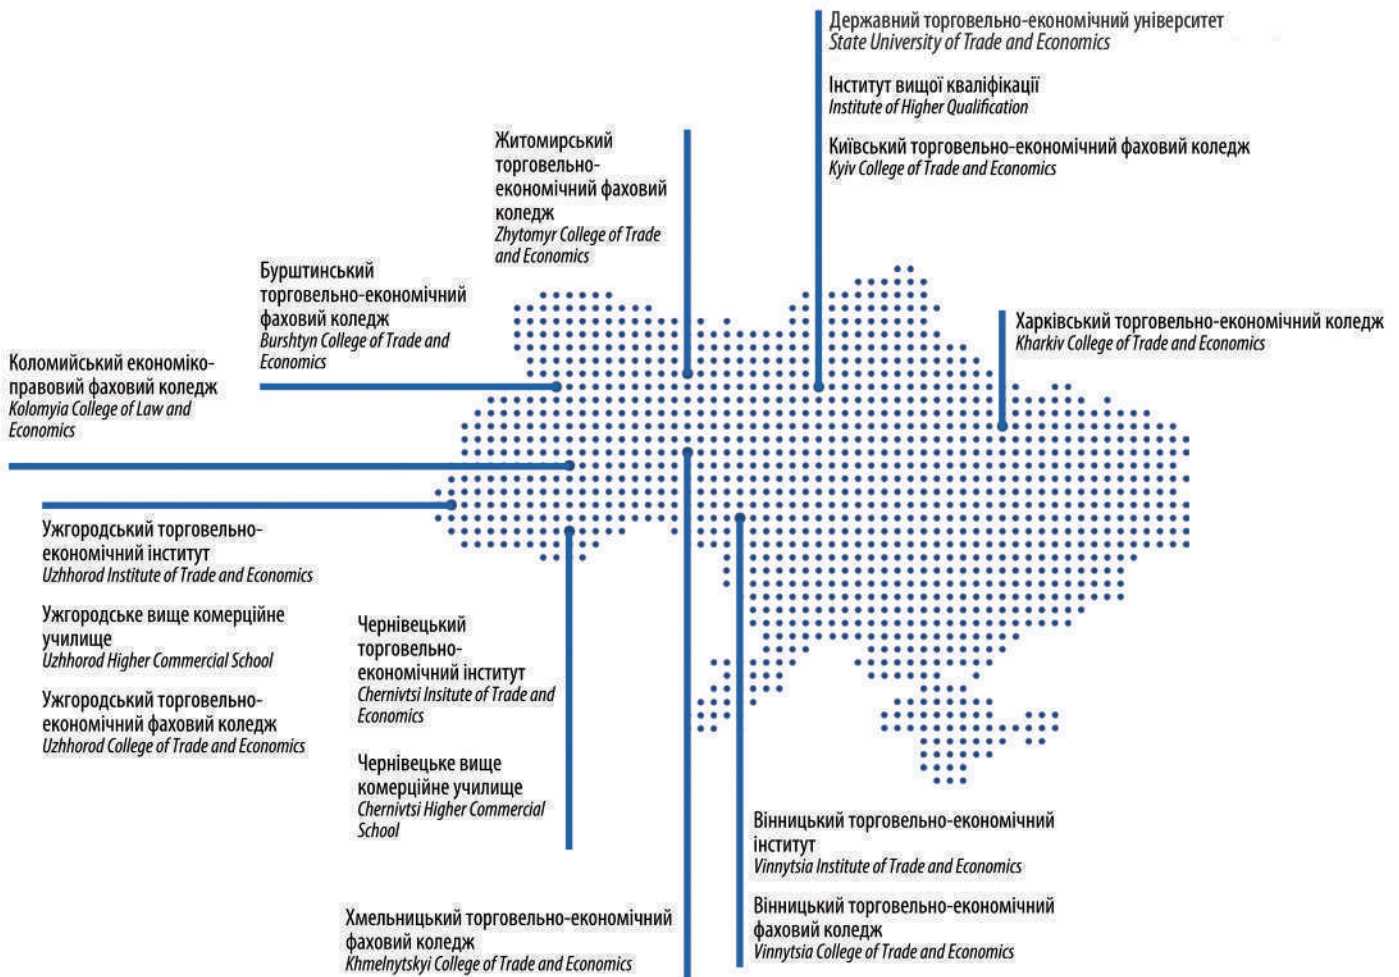 Державний торговельно-економічний університет
State University of Trade and Economics
Інститут вищої кваліфікації
Institute of Higher Qualification
Київський торговельно-економічний фаховий коледж
Kyiv College of Trade and Economics
Житомирський
торговельно-
економічний фаховий
коледж
Zhytomyr College of Trade
and Economics
Бурштинський
торговельно-економічний
фаховий коледж
Burshtyn College of Trade and
Economics
Харківський торговельно-економічний коледж
Kharkiv College of Trade and Economics
Коломийський економіко-
правовий фаховий коледж
Kolomyia College of Law and
Economics
Ужгородський торговельно-
економічний інститут
Uzhhorod Institute of Trade and Economics
Ужгородське вище комерційне
училище
Uzhhorod Higher Commercial School
Ужгородський торговельно-
економічний фаховий коледж
Uzhhorod College of Trade and Economics
Чернівецький
торговельно-
економічний інститут
Chernivtsi Insitute of Trade and
Economics
Чернівецьке вище
комерційне училище
Chernivtsi Higher Commercial
School
Вінницький торговельно-економічний
інститут
Vinnytsia Institute of Trade and Economics
Вінницький торговельно-економічний
фаховий коледж
Vinnytsia College of Trade and Economics
Хмельницький торговельно-економічний
фаховий коледж
Khmelnytskyi College of Trade and Economics